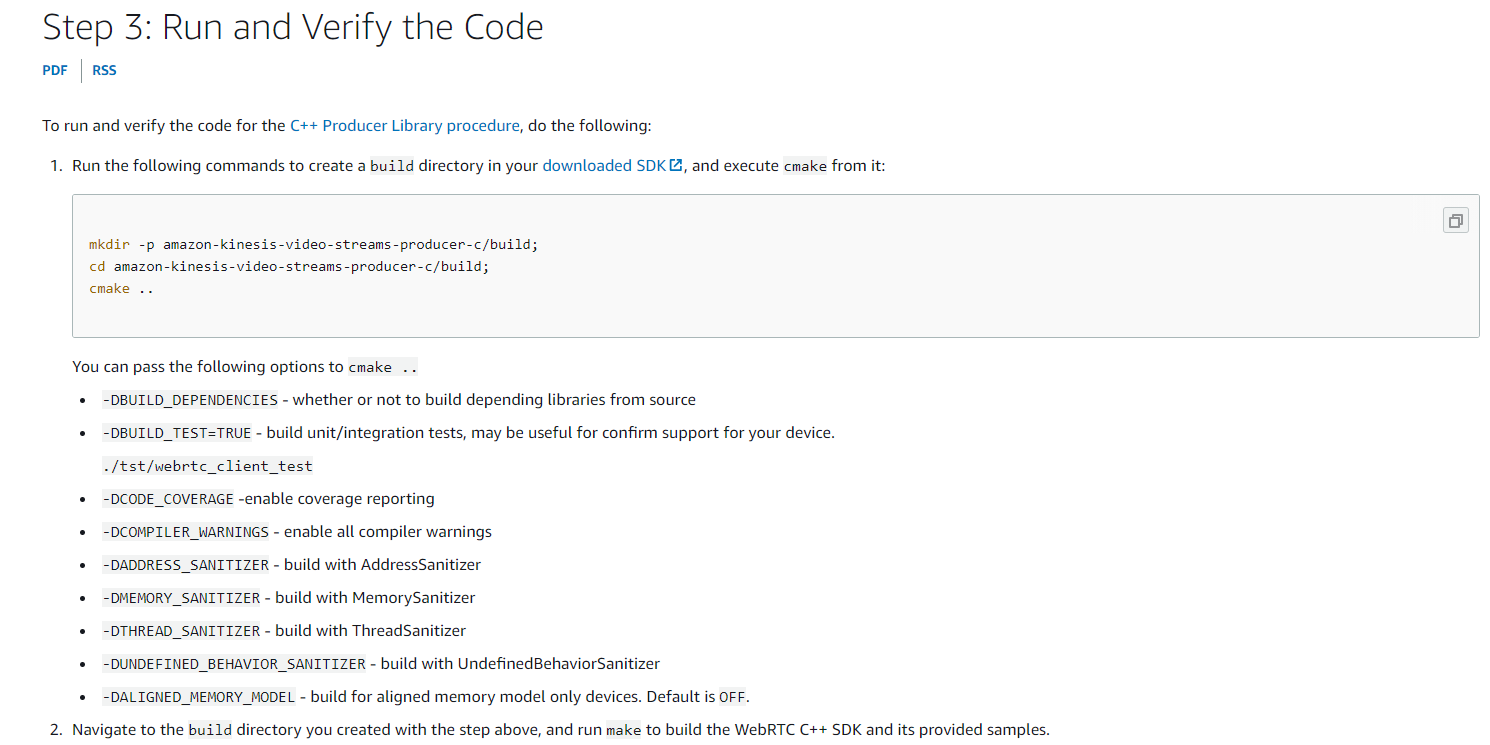 Step 3: Run and Verify the Code
PDF | RSS
To run and verify the code for the C++ Producer Library procedure, do the following:
1. Run the following commands to create a build directory in your downloaded SDK, and execute cmake from it:
mkdir -p amazon-kinesis-video-streams-producer-c/build;
cd amazon-kinesis-video-streams-producer-c/build;
cmake ..
You can pass the following options to cmake ..
• -DBUILD_DEPENDENCIES - whether or not to build depending libraries from source
• -DBUILD_TEST=TRUE - build unit/integration tests, may be useful for confirm support for your device.
./tst/webrtc_client_test
• -DCODE_COVERAGE -enable coverage reporting
• -DCOMPILER_WARNINGS - enable all compiler warnings
• -DADDRESS_SANITIZER - build with AddressSanitizer
• -DMEMORY_SANITIZER - build with MemorySanitizer
• -DTHREAD_SANITIZER - build with ThreadSanitizer
• -DUNDEFINED_BEHAVIOR_SANITIZER - build with UndefinedBehaviorSanitizer
• -DALIGNED_MEMORY_MODEL - build for aligned memory model only devices. Default is OFF.
2. Navigate to the build directory you created with the step above, and run make to build the WebRTC C++ SDK and its provided samples.